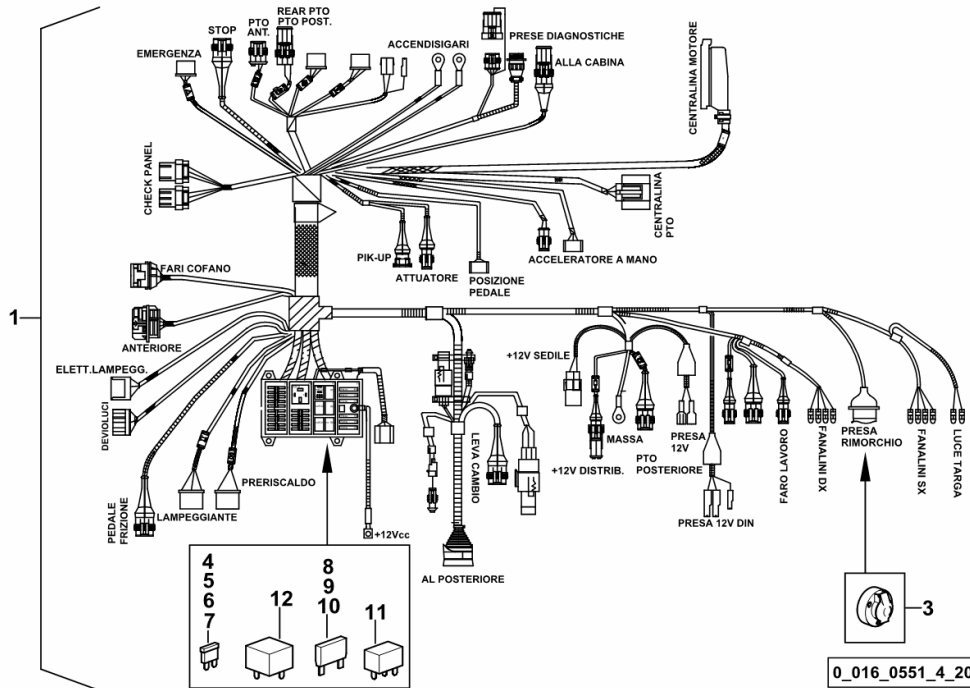 STOP
PTO
ANT.
REAR PTO
PTO POST.
EMERGENZA
ACCENDISIGARI
PRESE DIAGNOSTICHE
ALLA CABINA
CENTRALINA MOTORE
CHECK PANEL
CENTRALINA
PTO
PIK-UP
ATTUATORE
POSIZIONE
PEDALE
ACCELERATORE A MANO
FARI COFANO
1
ANTERIORE
ELETT.LAMPEGG.
DEVIOLUCI
PEDALE
FRIZIONE
LAMPEGGIANTE
PRERISCALDO
+12Vcc
LEVA CAMBIO
AL POSTERIORE
+12V SEDILE
MASSA
+12V DISTRIB.
PTO
POSTERIORE
PRESA
12V
PRESA 12V DIN
FARO LAVORO
FANALINI DX
PRESA
RIMORCHIO
FANALINI SX
LUCE TARGA
4
5
6
7
12
8
9
10
11
3
0_016_0551_4_20